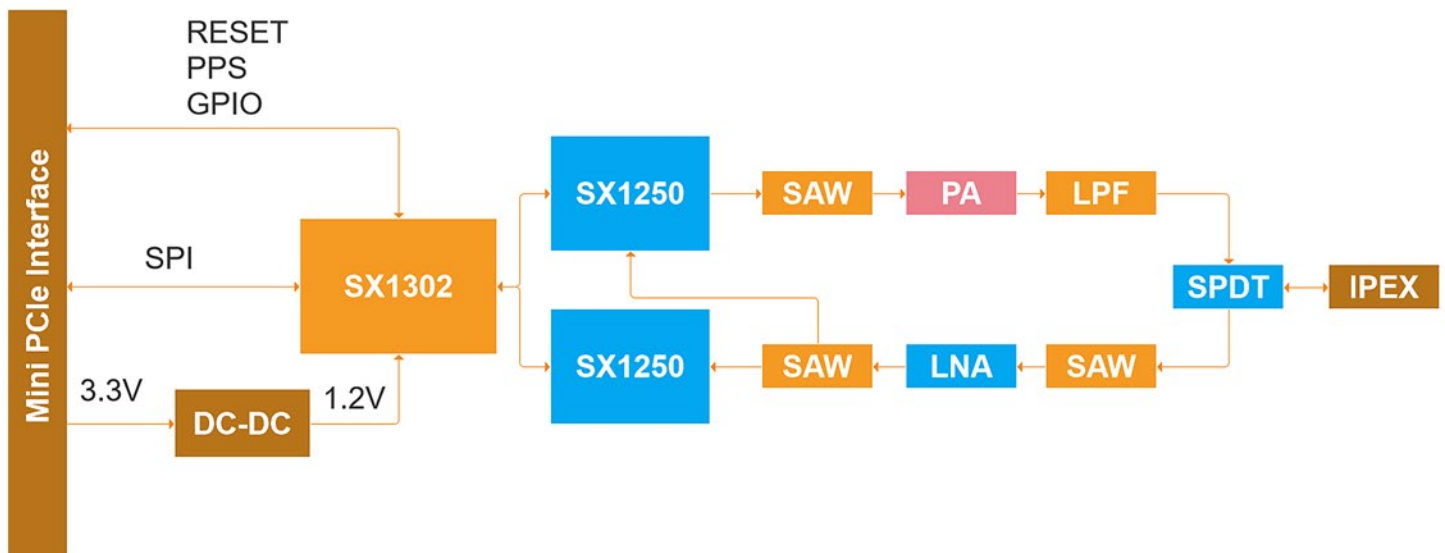 RESET
PPS
GPIO
Mini PCIe Interface
SPI
SX1302
3.3V
DC-DC
1.2V
SX1250
SAW
PA
LPF
SPDT
IPEX
SX1250
SAW
LNA
SAW